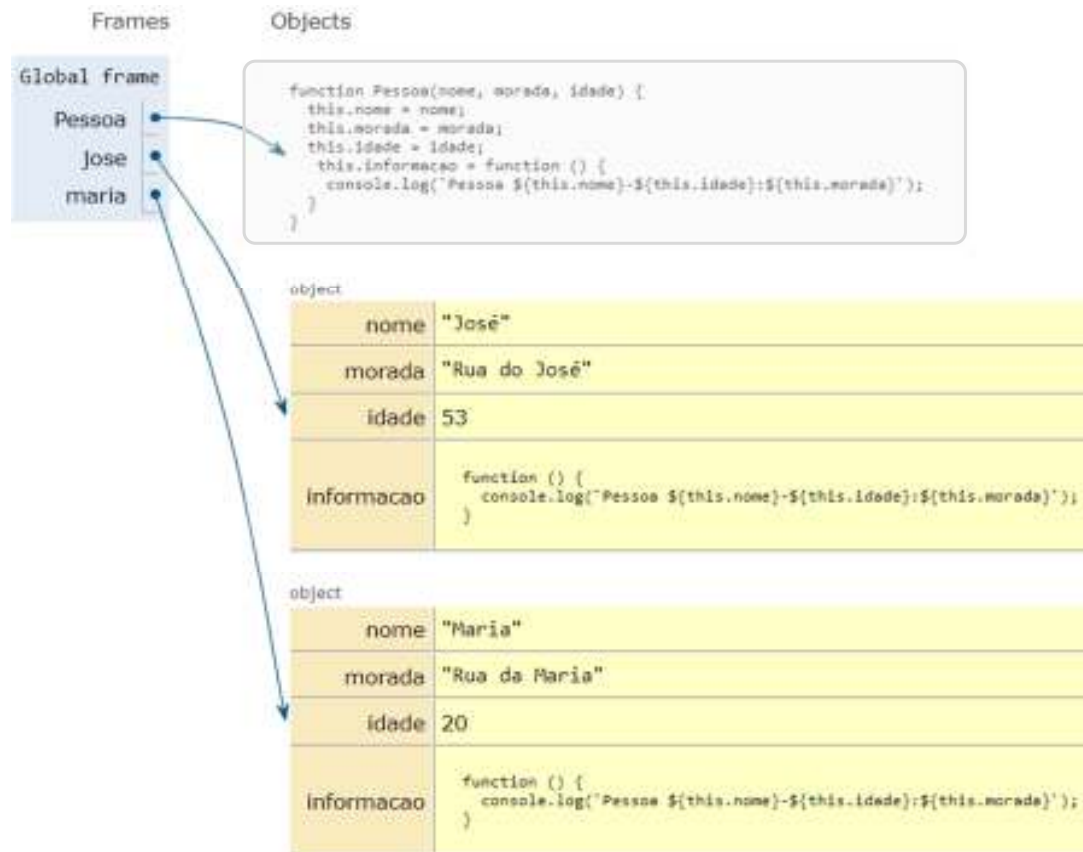 Frames
Objects
Global frame
Pessoa
jose
maria
function Pessoa(nome, morada, idade) {
this.nome = nome;
this.morada = morada;
this.idade = idade;
this.informacao = function () {
console.log(`Pessoa ${this.nome}-${this.idade}:${this.morada}`);
}
}
object
nome "José"
morada "Rua do José"
idade 53
informacao
function () {
console.log(`Pessoa ${this.nome}-${this.idade}:${this.morada}`);
}
object
nome "Maria"
morada "Rua da Maria"
idade 20
informacao
function () {
console.log(`Pessoa ${this.nome}-${this.idade}:${this.morada}`);
}